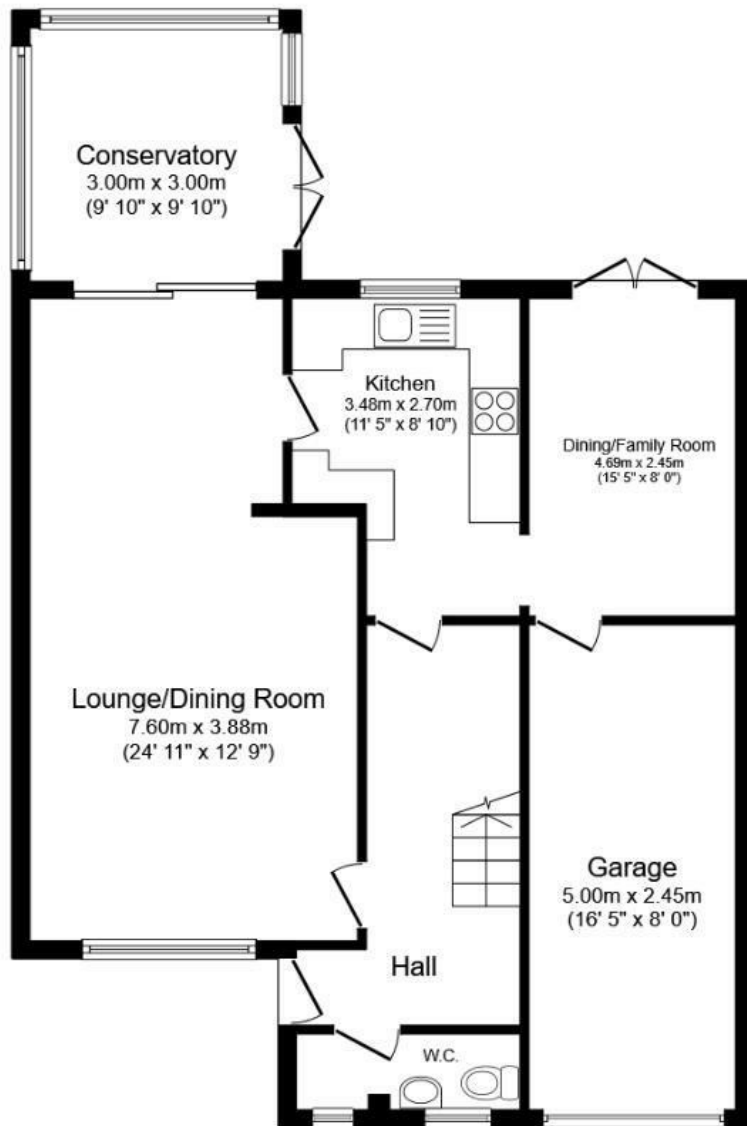 Conservatory
3.00m x 3.00m
(9' 10" x 9' 10")
Kitchen
3.48m x 2.70m
(11' 5" x 8' 10")
Dining/Family Room
4.69m x 2.45m
(15' 5" x 8' 0")
Lounge/Dining Room
7.60m x 3.88m
(24' 11" x 12' 9")
Garage
5.00m x 2.45m
(16' 5" x 8' 0")
Hall
W.C.